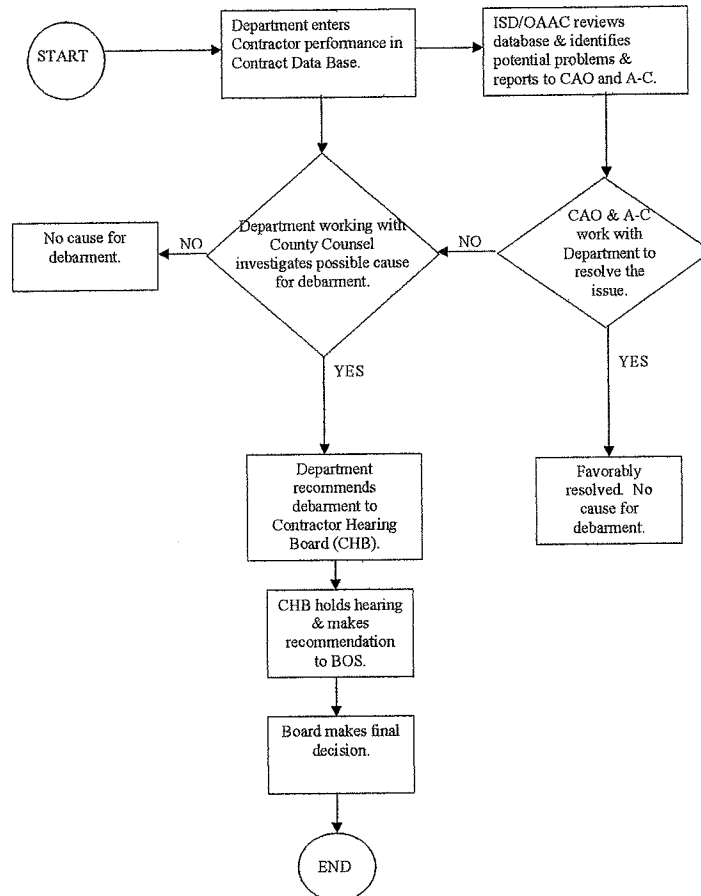 START
Department enters
Contractor performance in
Contract Data Base.
ISD/OAAC reviews
database & identifies
potential problems &
reports to CAO and A-C.
No cause for
debarment.
NO
Department working with
County Counsel
investigates possible cause
for debarment.
NO
CAO & A-C
work with
Department to
resolve the
issue.
YES
YES
Department
recommends
debarment to
Contractor Hearing
Board (CHB).
Favorably
resolved. No
cause for
debarment.
CHB holds hearing
& makes
recommendation
to BOS.
Board makes final
decision.
END